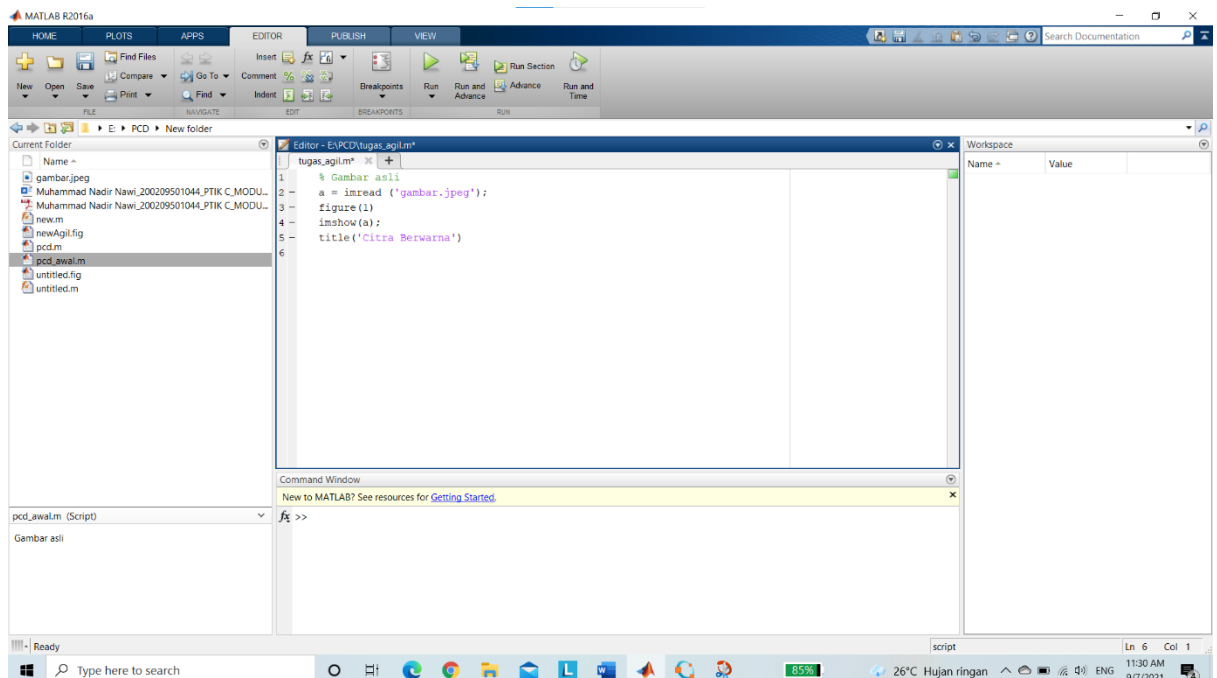 MATLAB R2016a
HOME PLOTS APPS EDITOR PUBLISH VIEW
Search Documentation
New
Open
Save
Find Files
Compare
Print
FILE
Go To
Find
NAVIGATE
Insert fx
Comment %
Indent
EDIT
Breakpoints
BREAKPOINTS
Run
Run and
Advance
Run Section
Advance
Run and
Time
RUN
E: PCD New folder
Current Folder
Name
gambar.jpeg
Muhammad Nadir Nawi_200209501044_PTIK C_MODU...
Muhammad Nadir Nawi_200209501044_PTIK C_MODU...
new.m
newAgil.fig
pcd.m
pcd_awal.m
untitled.fig
untitled.m
pcd_awal.m (Script)
Gambar asli
Editor - E:\PCD\tugas_agil.m*
tugas_agil.m* +
1 % Gambar asli
2 - a = imread ('gambar.jpeg');
3 - figure(1)
4 - imshow(a);
5 - title('Citra Berwarna')
6
Command Window
New to MATLAB? See resources for Getting Started.
fx >>
Workspace
Name Value
Ready
script
Ln 6 Col 1
Type here to search
85%
26°C Hujan ringan
ENG
11:30 AM
9/7/2021